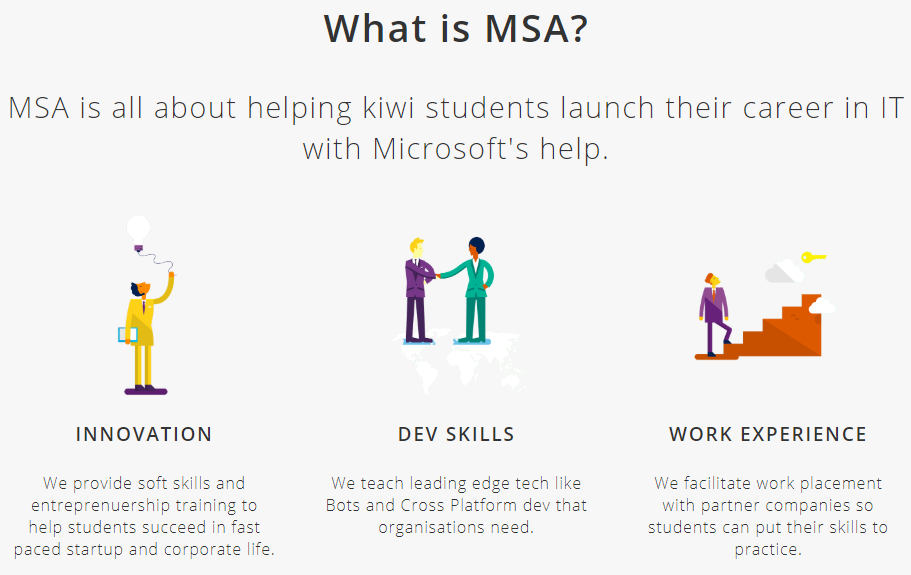 What is MSA?
MSA is all about helping kiwi students launch their career in IT
with Microsoft's help.
INNOVATION
We provide soft skills and
entreprenuership training to
help students succeed in fast
paced startup and corporate life.
DEV SKILLS
We teach leading edge tech like
Bots and Cross Platform dev that
organisations need.
WORK EXPERIENCE
We facilitate work placement
with partner companies so
students can put their skills to
practice.